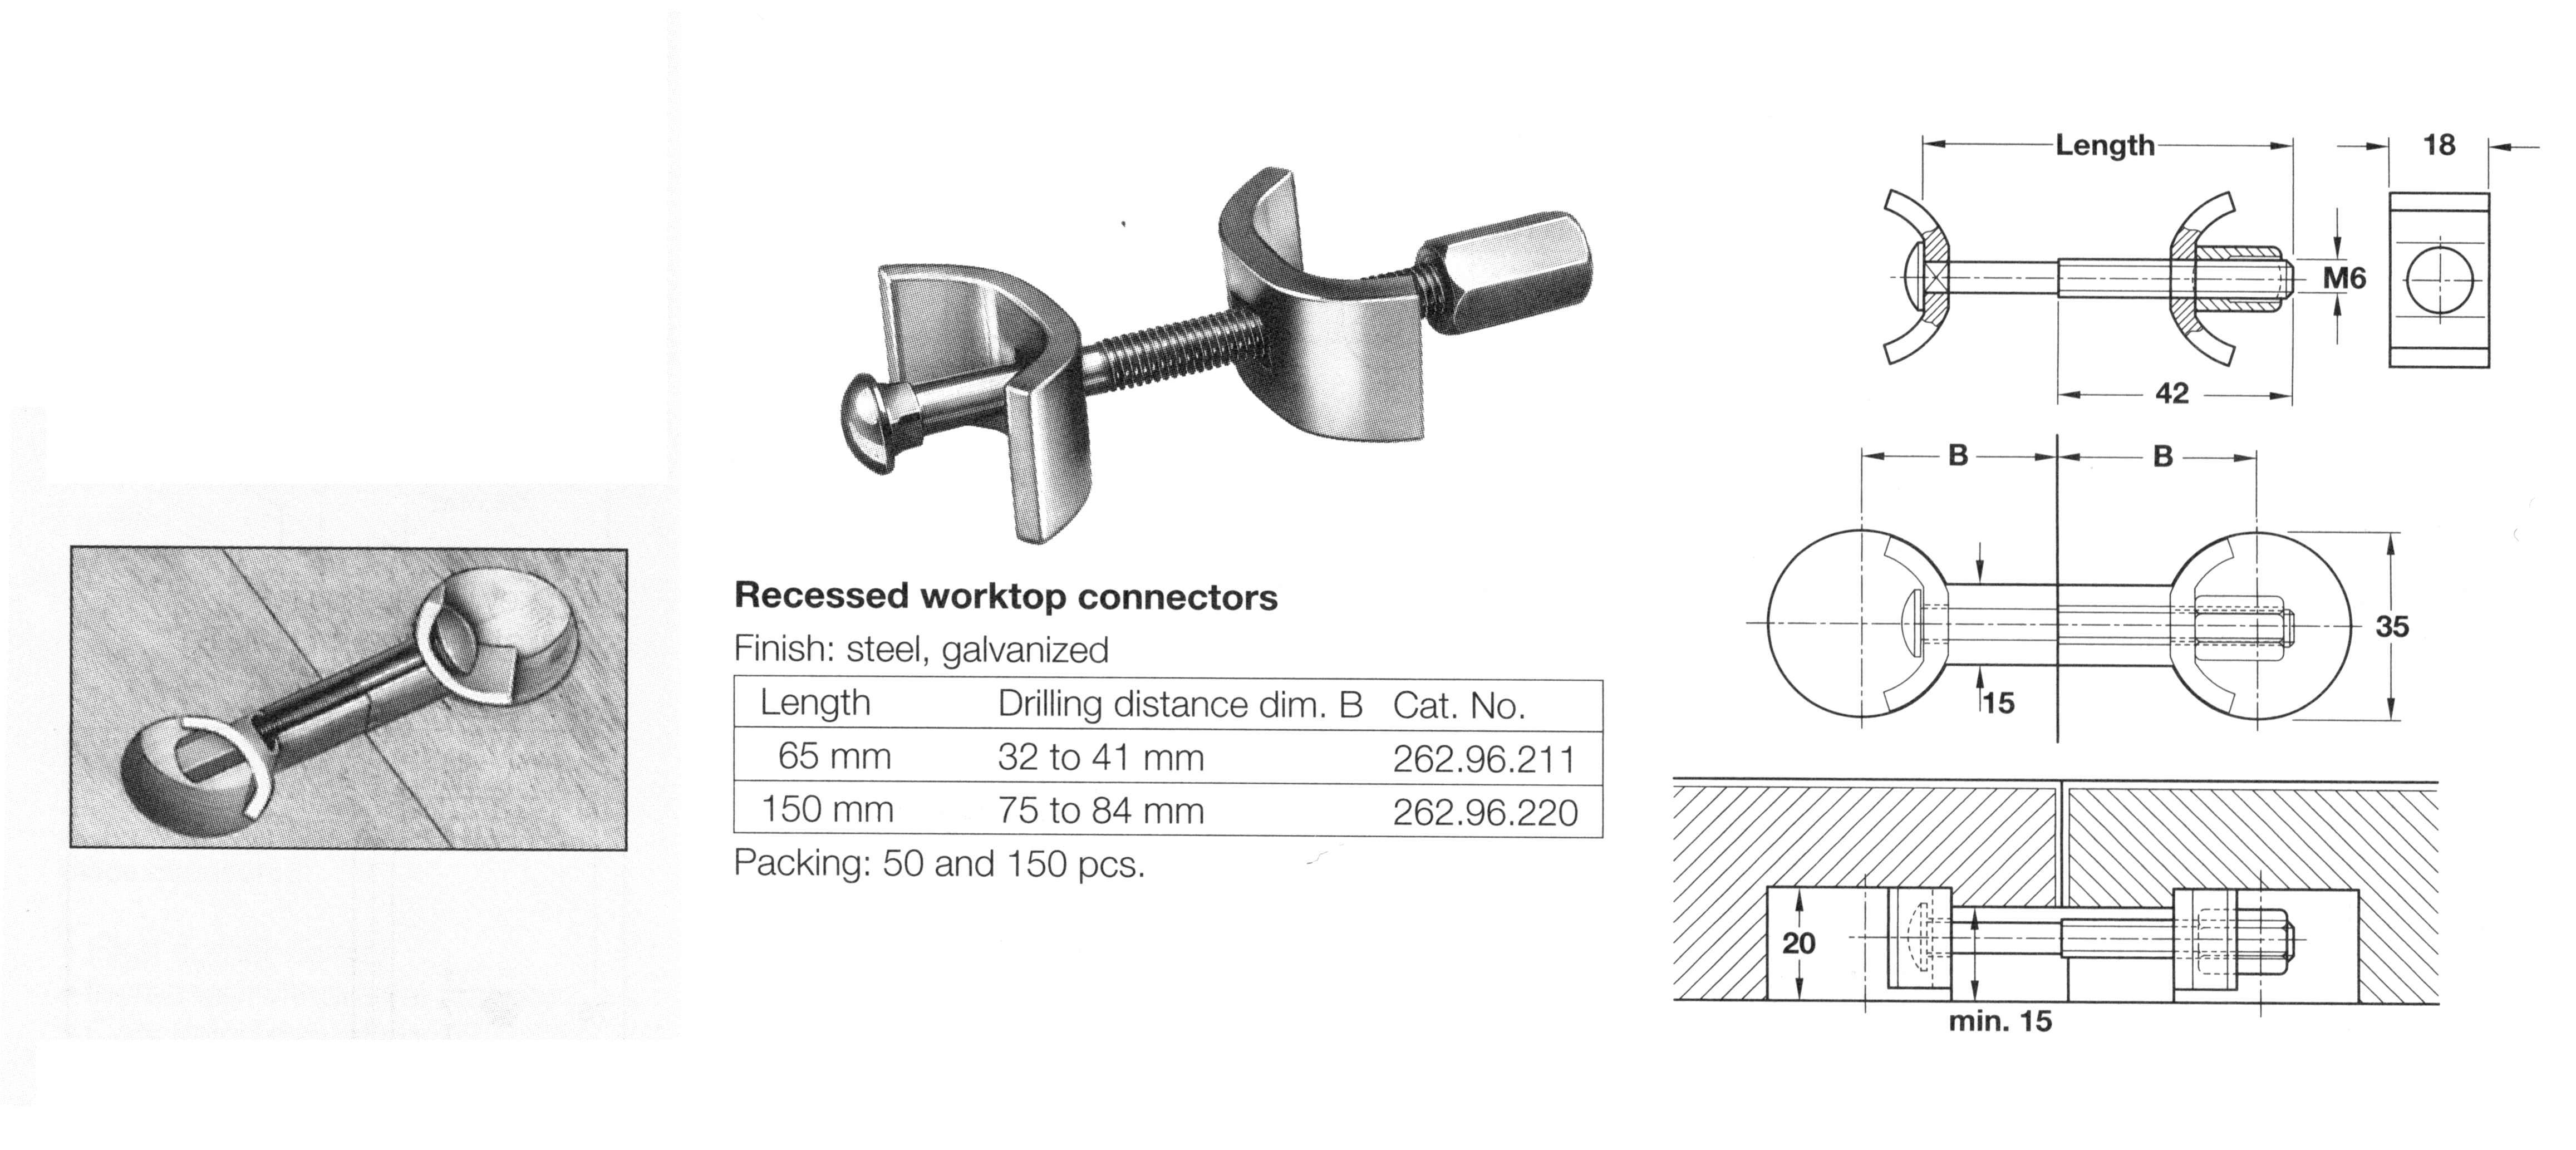 Recessed worktop connectors
Finish: steel, galvanized
Length Drilling distance dim. B Cat. No.
65 mm 32 to 41 mm 262.96.211
150 mm 75 to 84 mm 262.96.220
Packing: 50 and 150 pcs.
Length
18
M6
42
B B
35
15
20
min. 15